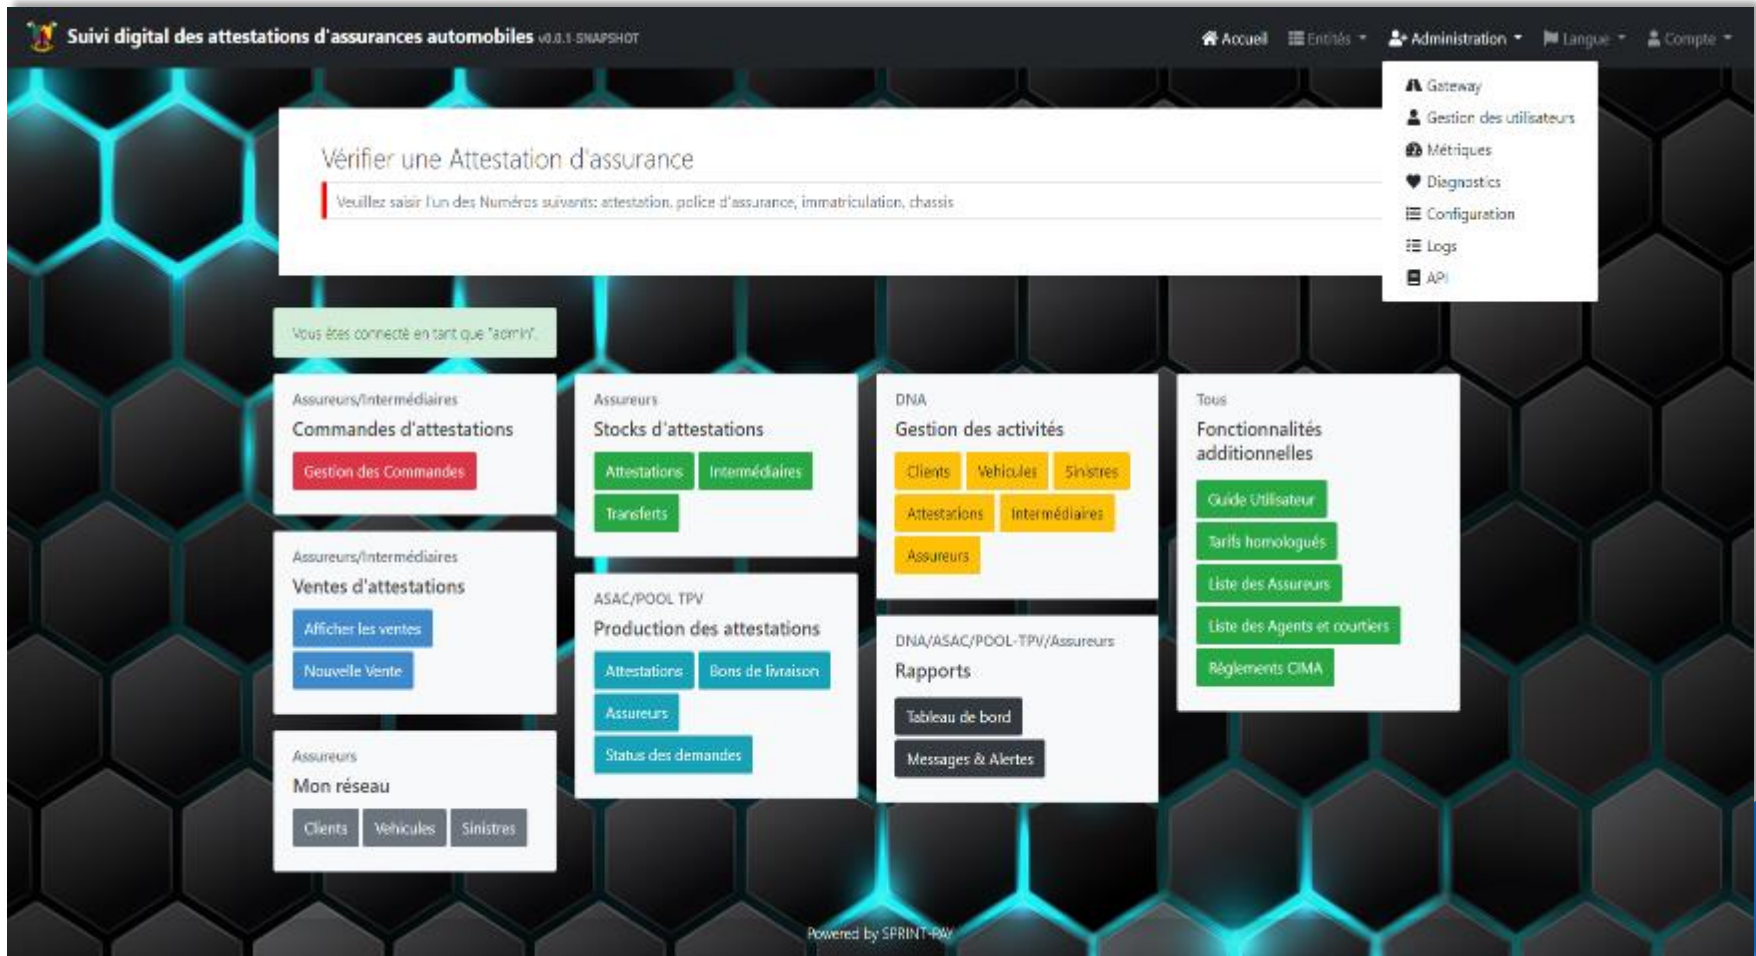 Suivi digital des attestations d'assurances automobiles v0.0.1-SNAPSHOT
Accueil Entités Administration Langue Compte
Gateway
Gestion des utilisateurs
Métriques
Diagnostics
Configuration
Logs
API
Vérifier une Attestation d'assurance
Veuillez saisir l'un des Numéros suivants: attestation, police d'assurance, immatriculation, chassis
Vous êtes connecté en tant que "admin".
Assureurs/Intermédiaires
Commandes d'attestations
Gestion des Commandes
Assureurs/Intermédiaires
Ventes d'attestations
Afficher les ventes
Nouvelle Vente
Assureurs
Mon réseau
Clients Vehicules Sinistres
Assureurs
Stocks d'attestations
Attestations Intermédiaires
Transferts
ASAC/POOL TPV
Production des attestations
Attestations Bons de livraison
Assureurs
Status des demandes
DNA
Gestion des activités
Clients Vehicules Sinistres
Attestations Intermédiaires
Assureurs
DNA/ASAC/POOL-TPV//Assureurs
Rapports
Tableau de bord
Messages & Alertes
Tous
Fonctionnalités
additionnelles
Guide Utilisateur
Tarifs homologués
Liste des Assureurs
Liste des Agents et courtiers
Réglements CIMA
Powered by SPRINT-PAY